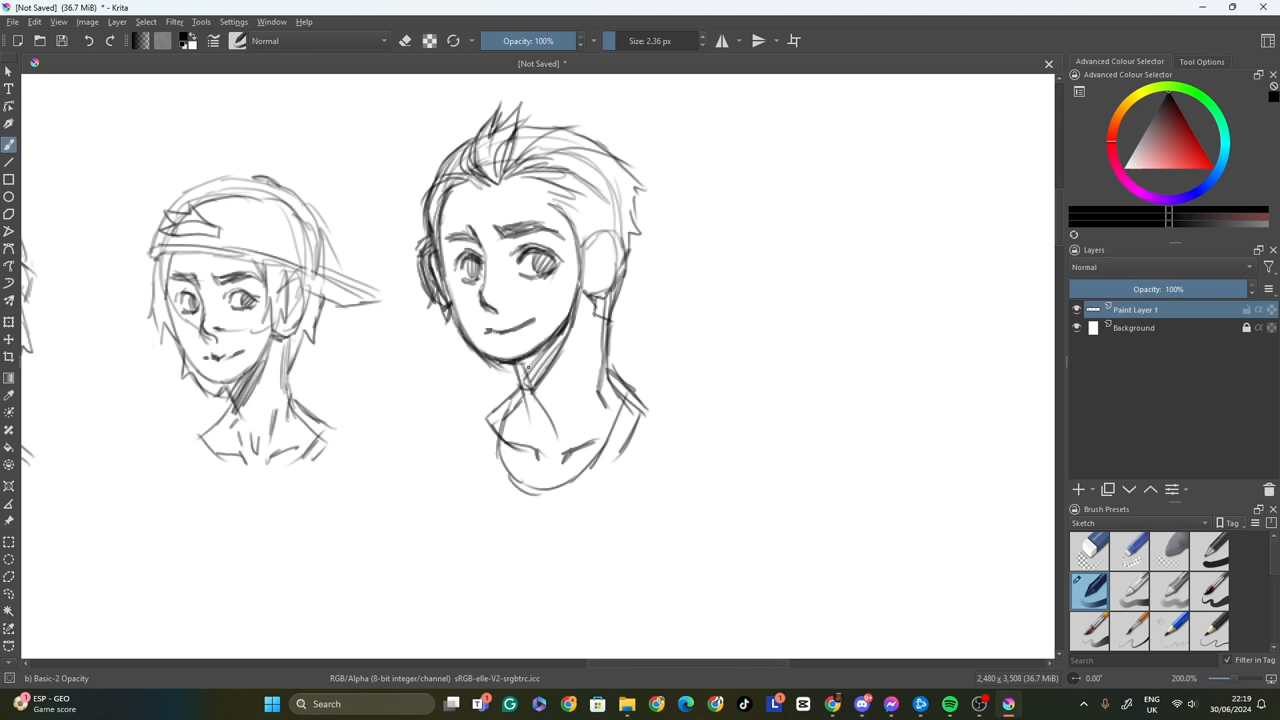 [Not Saved] (36.7 MiB) * - Krita
File Edit View Image Layer Select Filter Tools Settings Window Help
Normal
Opacity: 100%
Size: 2.36 px
[Not Saved] *
Advanced Colour Selector
Tool Options
Advanced Colour Selector
Layers
Normal
Opacity: 100%
Paint Layer 1
Background
Brush Presets
Sketch
Tag
Search
Filter in Tag
b) Basic-2 Opacity
RGB/Alpha (8-bit integer/channel) sRGB-elle-V2-srgbtrc.icc
2,480 x 3,508 (36.7 MiB)
0.00°
200.0%
ESP - GEO
Game score
Search
ENG
UK
22:19
30/06/2024